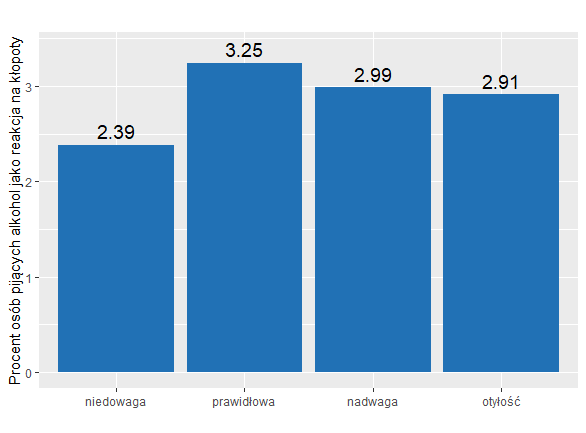 Procent osób pijących alkohol jako reakcja na kłopoty
3
2
1
0
2.39
3.25
2.99
2.91
niedowaga
prawidłowa
nadwaga
otyłość